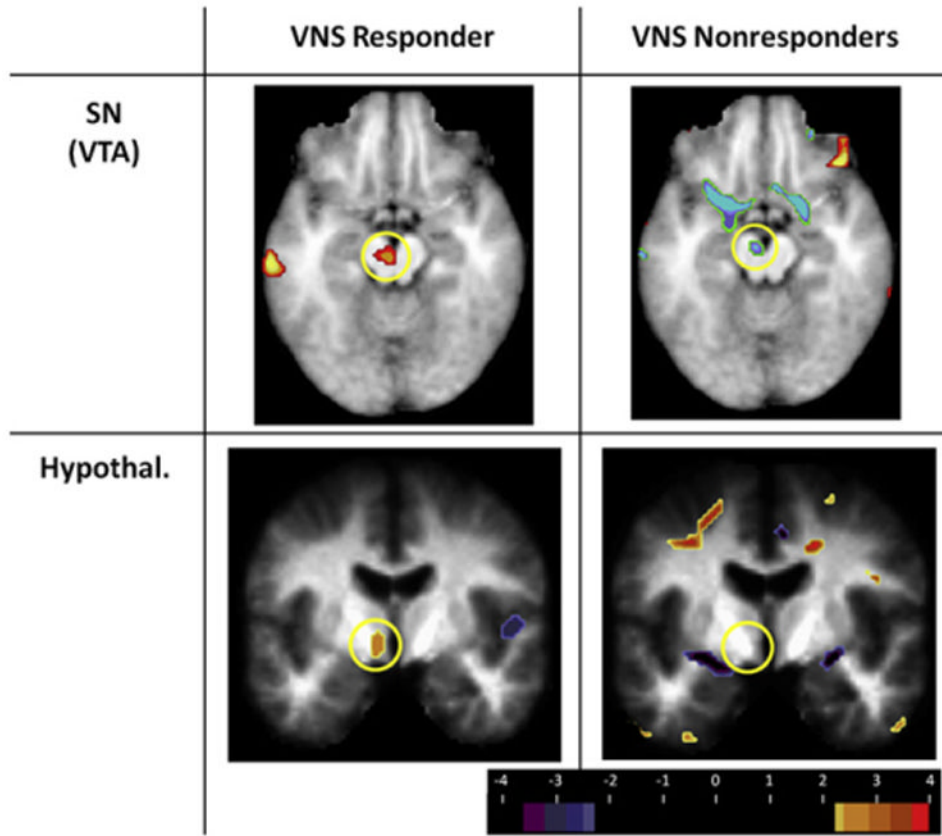 VNS Responder
VNS Nonresponders
SN
(VTA)
Hypothal.
-4 -3 -2 -1 0 1 2 3 4